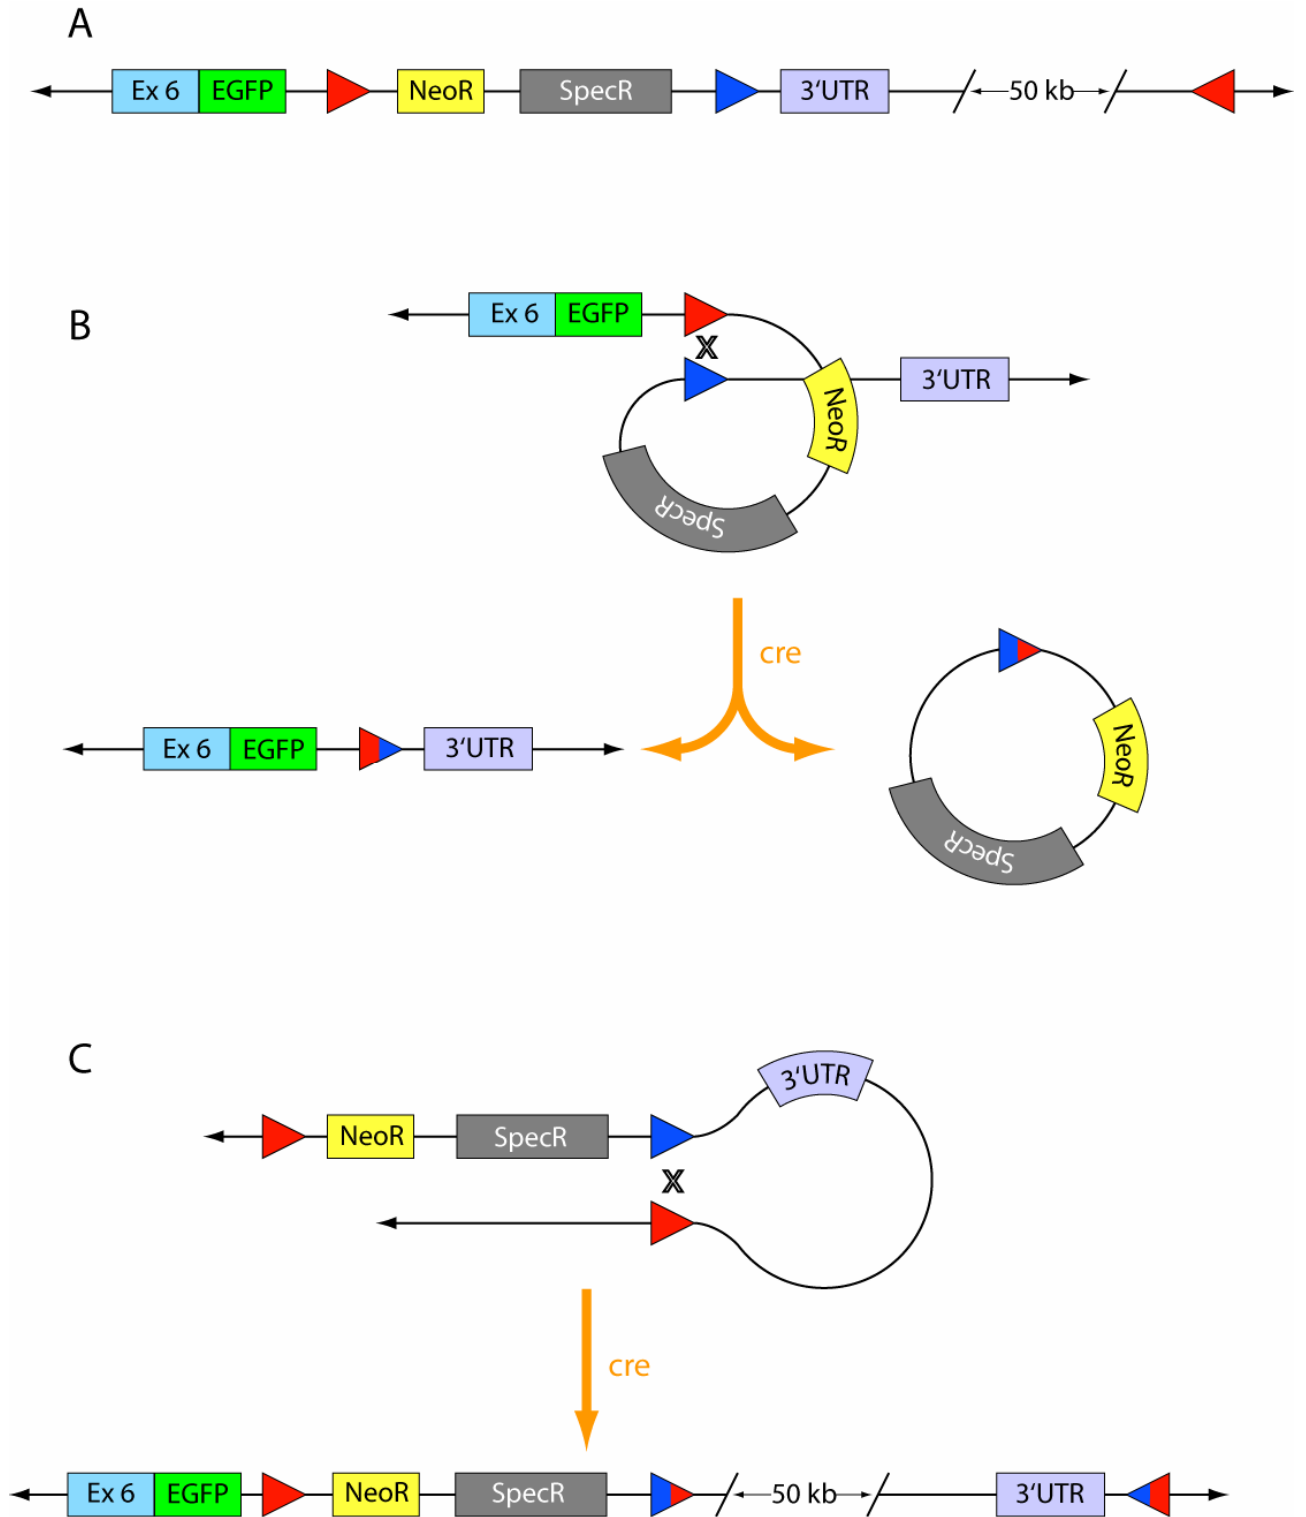 A
Ex 6 EGFP NeoR SpecR 3‘UTR 50 kb
B
Ex 6 EGFP
X
3‘UTR
NeoR
SpecR
cre
Ex 6 EGFP 3‘UTR
NeoR
SpecR
C
3‘UTR
NeoR SpecR
X
cre
Ex 6 EGFP NeoR SpecR 50 kb 3‘UTR